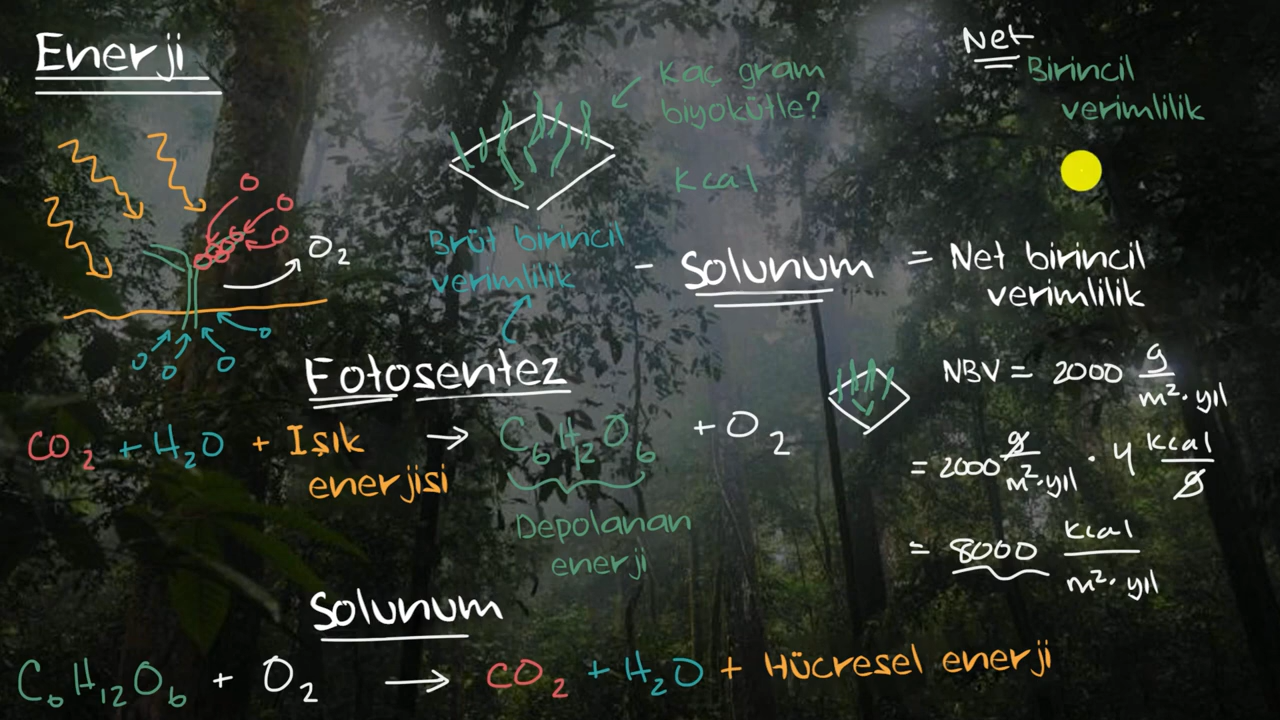 Enerji
Net
Birincil
verimlilik
Kaç gram
biyokütle?
kcal
O₂
Brüt birincil
verimlilik
- Solunum = Net birincil
verimlilik
Fotosentez
CO₂ + H₂O + Işık
enerjisi
→ C₆H₁₂O₆ + O₂
Depolanan
enerji
NBV = 2000 g/m²·yıl
= 2000 g/m²·yıl · 4 kcal/g
= 8000 kcal/m²·yıl
Solunum
C₆H₁₂O₆ + O₂ → CO₂ + H₂O + Hücresel enerji